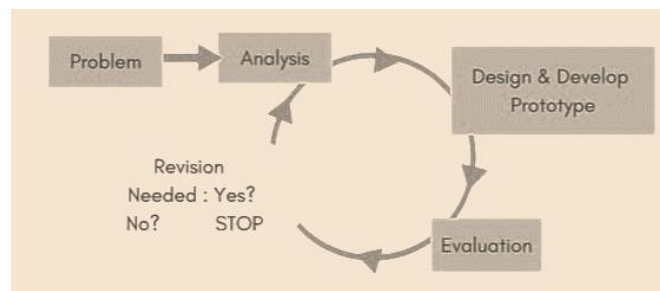 Problem
Analysis
Design & Develop
Prototype
Evaluation
Revision
Needed : Yes?
No? STOP